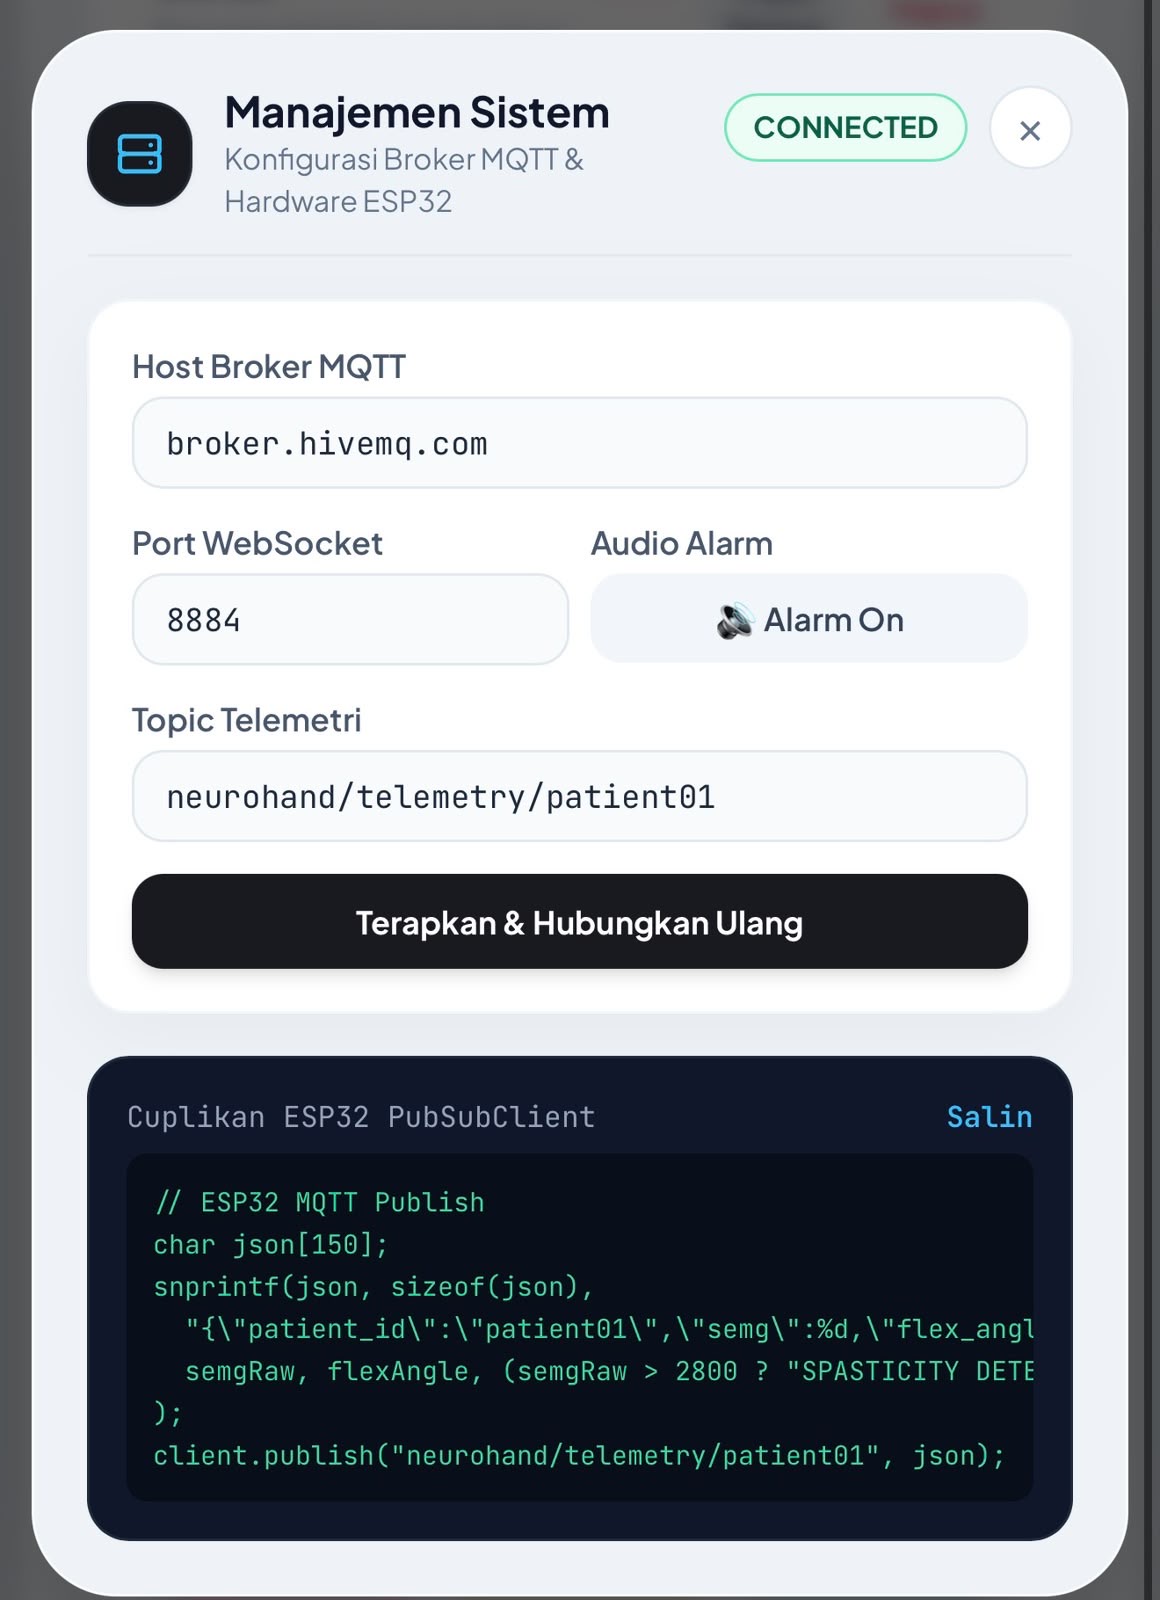 Manajemen Sistem
Konfigurasi Broker MQTT &
Hardware ESP32
CONNECTED
×
Host Broker MQTT
broker.hivemq.com
Port WebSocket
Audio Alarm
8884
🔊 Alarm On
Topic Telemetri
neurohand/telemetry/patient01
Terapkan & Hubungkan Ulang
Cuplikan ESP32 PubSubClient
Salin
// ESP32 MQTT Publish
char json[150];
snprintf(json, sizeof(json),
"{\"patient_id\":\"patient01\",\"semg\":%d,\"flex_angl
semgRaw, flexAngle, (semgRaw > 2800 ? "SPASTICITY DETE
);
client.publish("neurohand/telemetry/patient01", json);